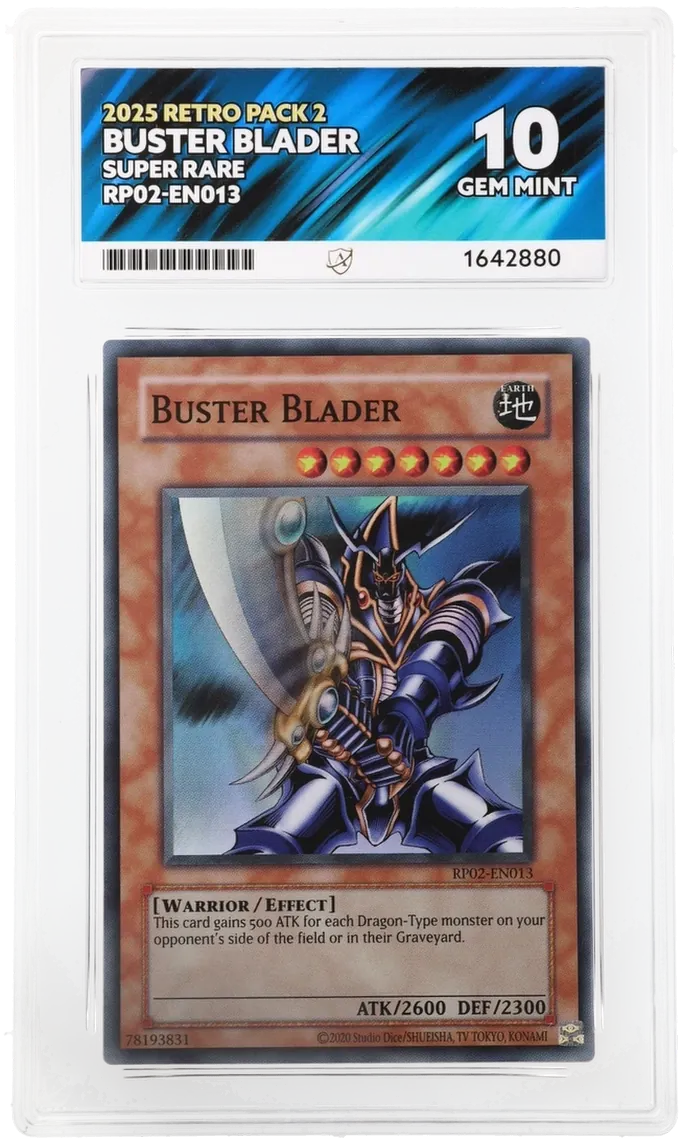 2025 RETRO PACK 2
BUSTER BLADER
SUPER RARE
RP02-EN013
10
GEM MINT
1642880
BUSTER BLADER
EARTH
地
RP02-EN013
[WARRIOR / EFFECT]
This card gains 500 ATK for each Dragon-Type monster on your
opponent's side of the field or in their Graveyard.
ATK/2600 DEF/2300
78193831
©2020 Studio Dice/SHUEISHA, TV TOKYO, KONAMI